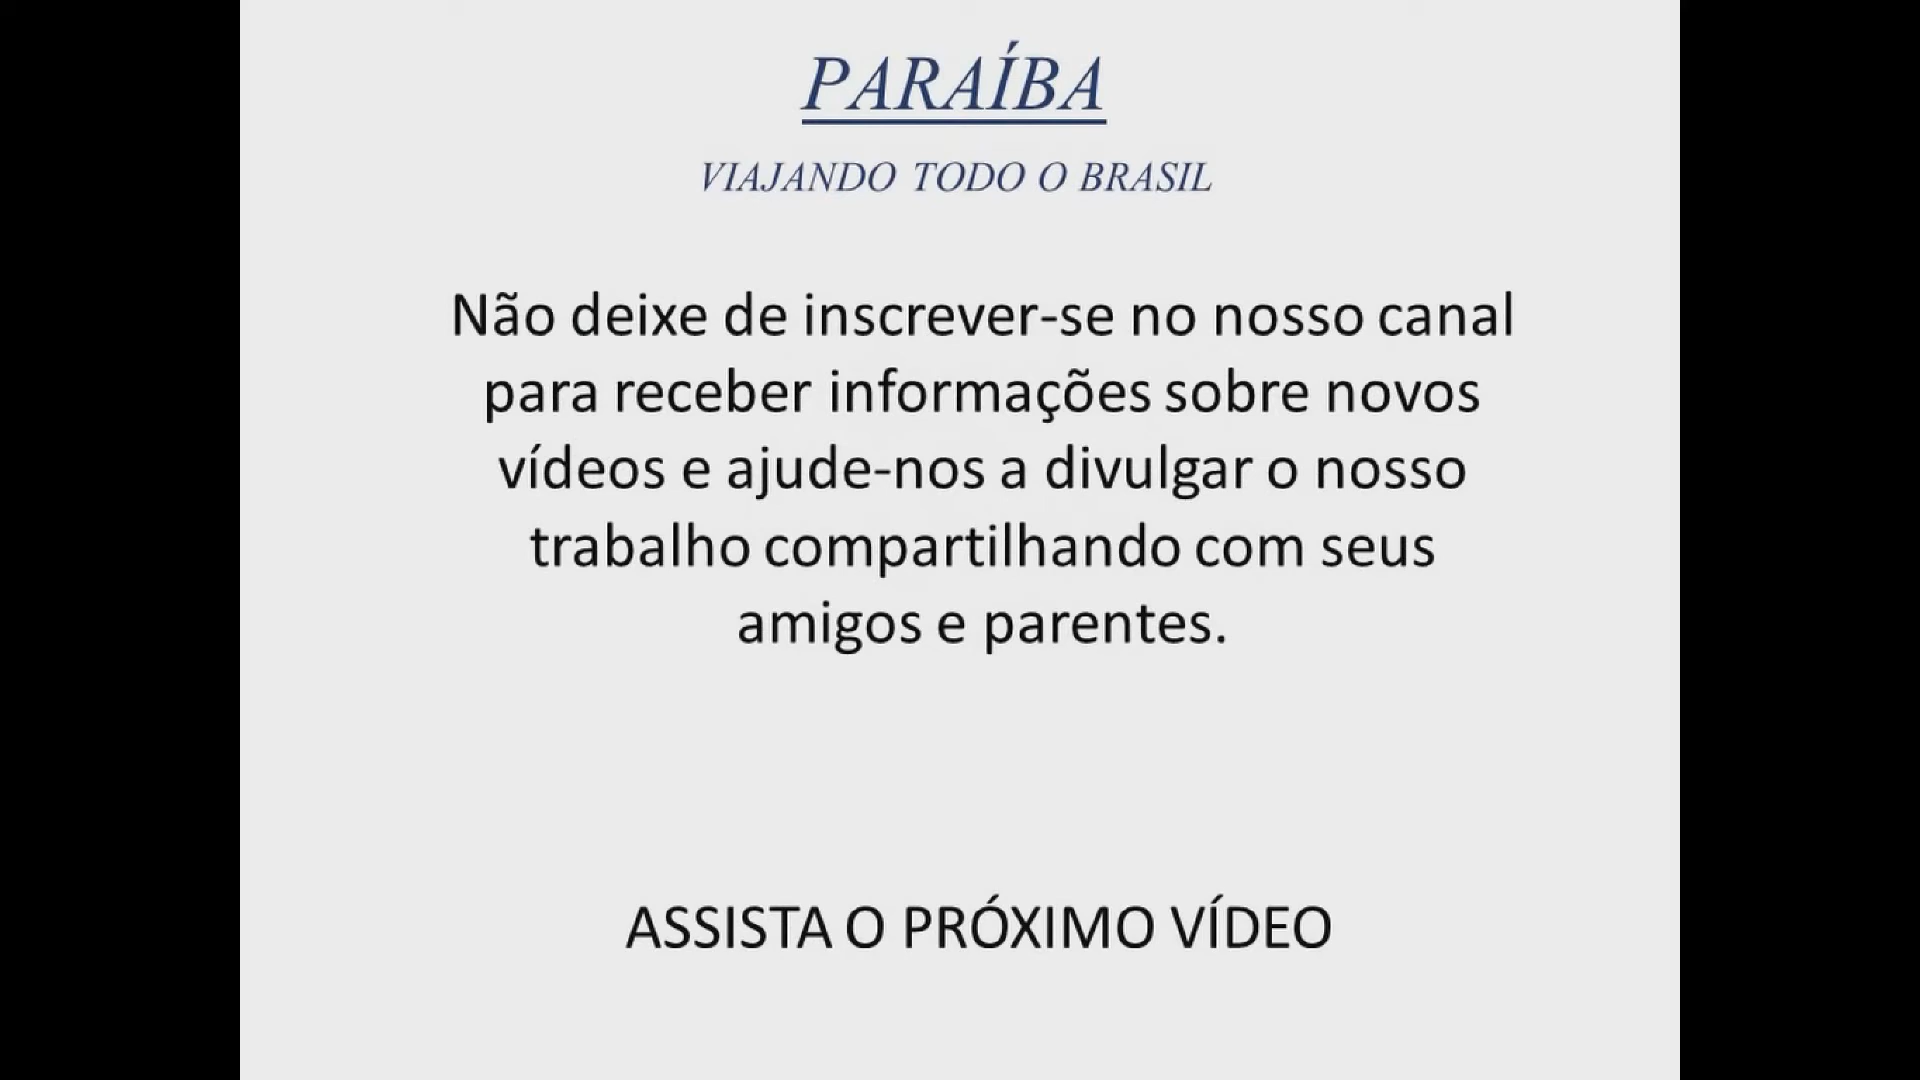 PARAÍBA
VIAJANDO TODO O BRASIL
Não deixe de inscrever-se no nosso canal
para receber informações sobre novos
vídeos e ajude-nos a divulgar o nosso
trabalho compartilhando com seus
amigos e parentes.
ASSISTA O PRÓXIMO VÍDEO